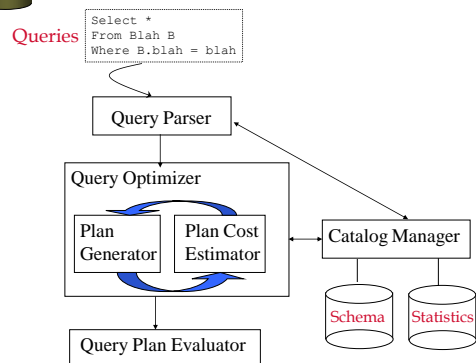 Queries
Select *
From Blah B
Where B.blah = blah
Query Parser
Query Optimizer
Plan
Generator
Plan Cost
Estimator
Catalog Manager
Schema
Statistics
Query Plan Evaluator